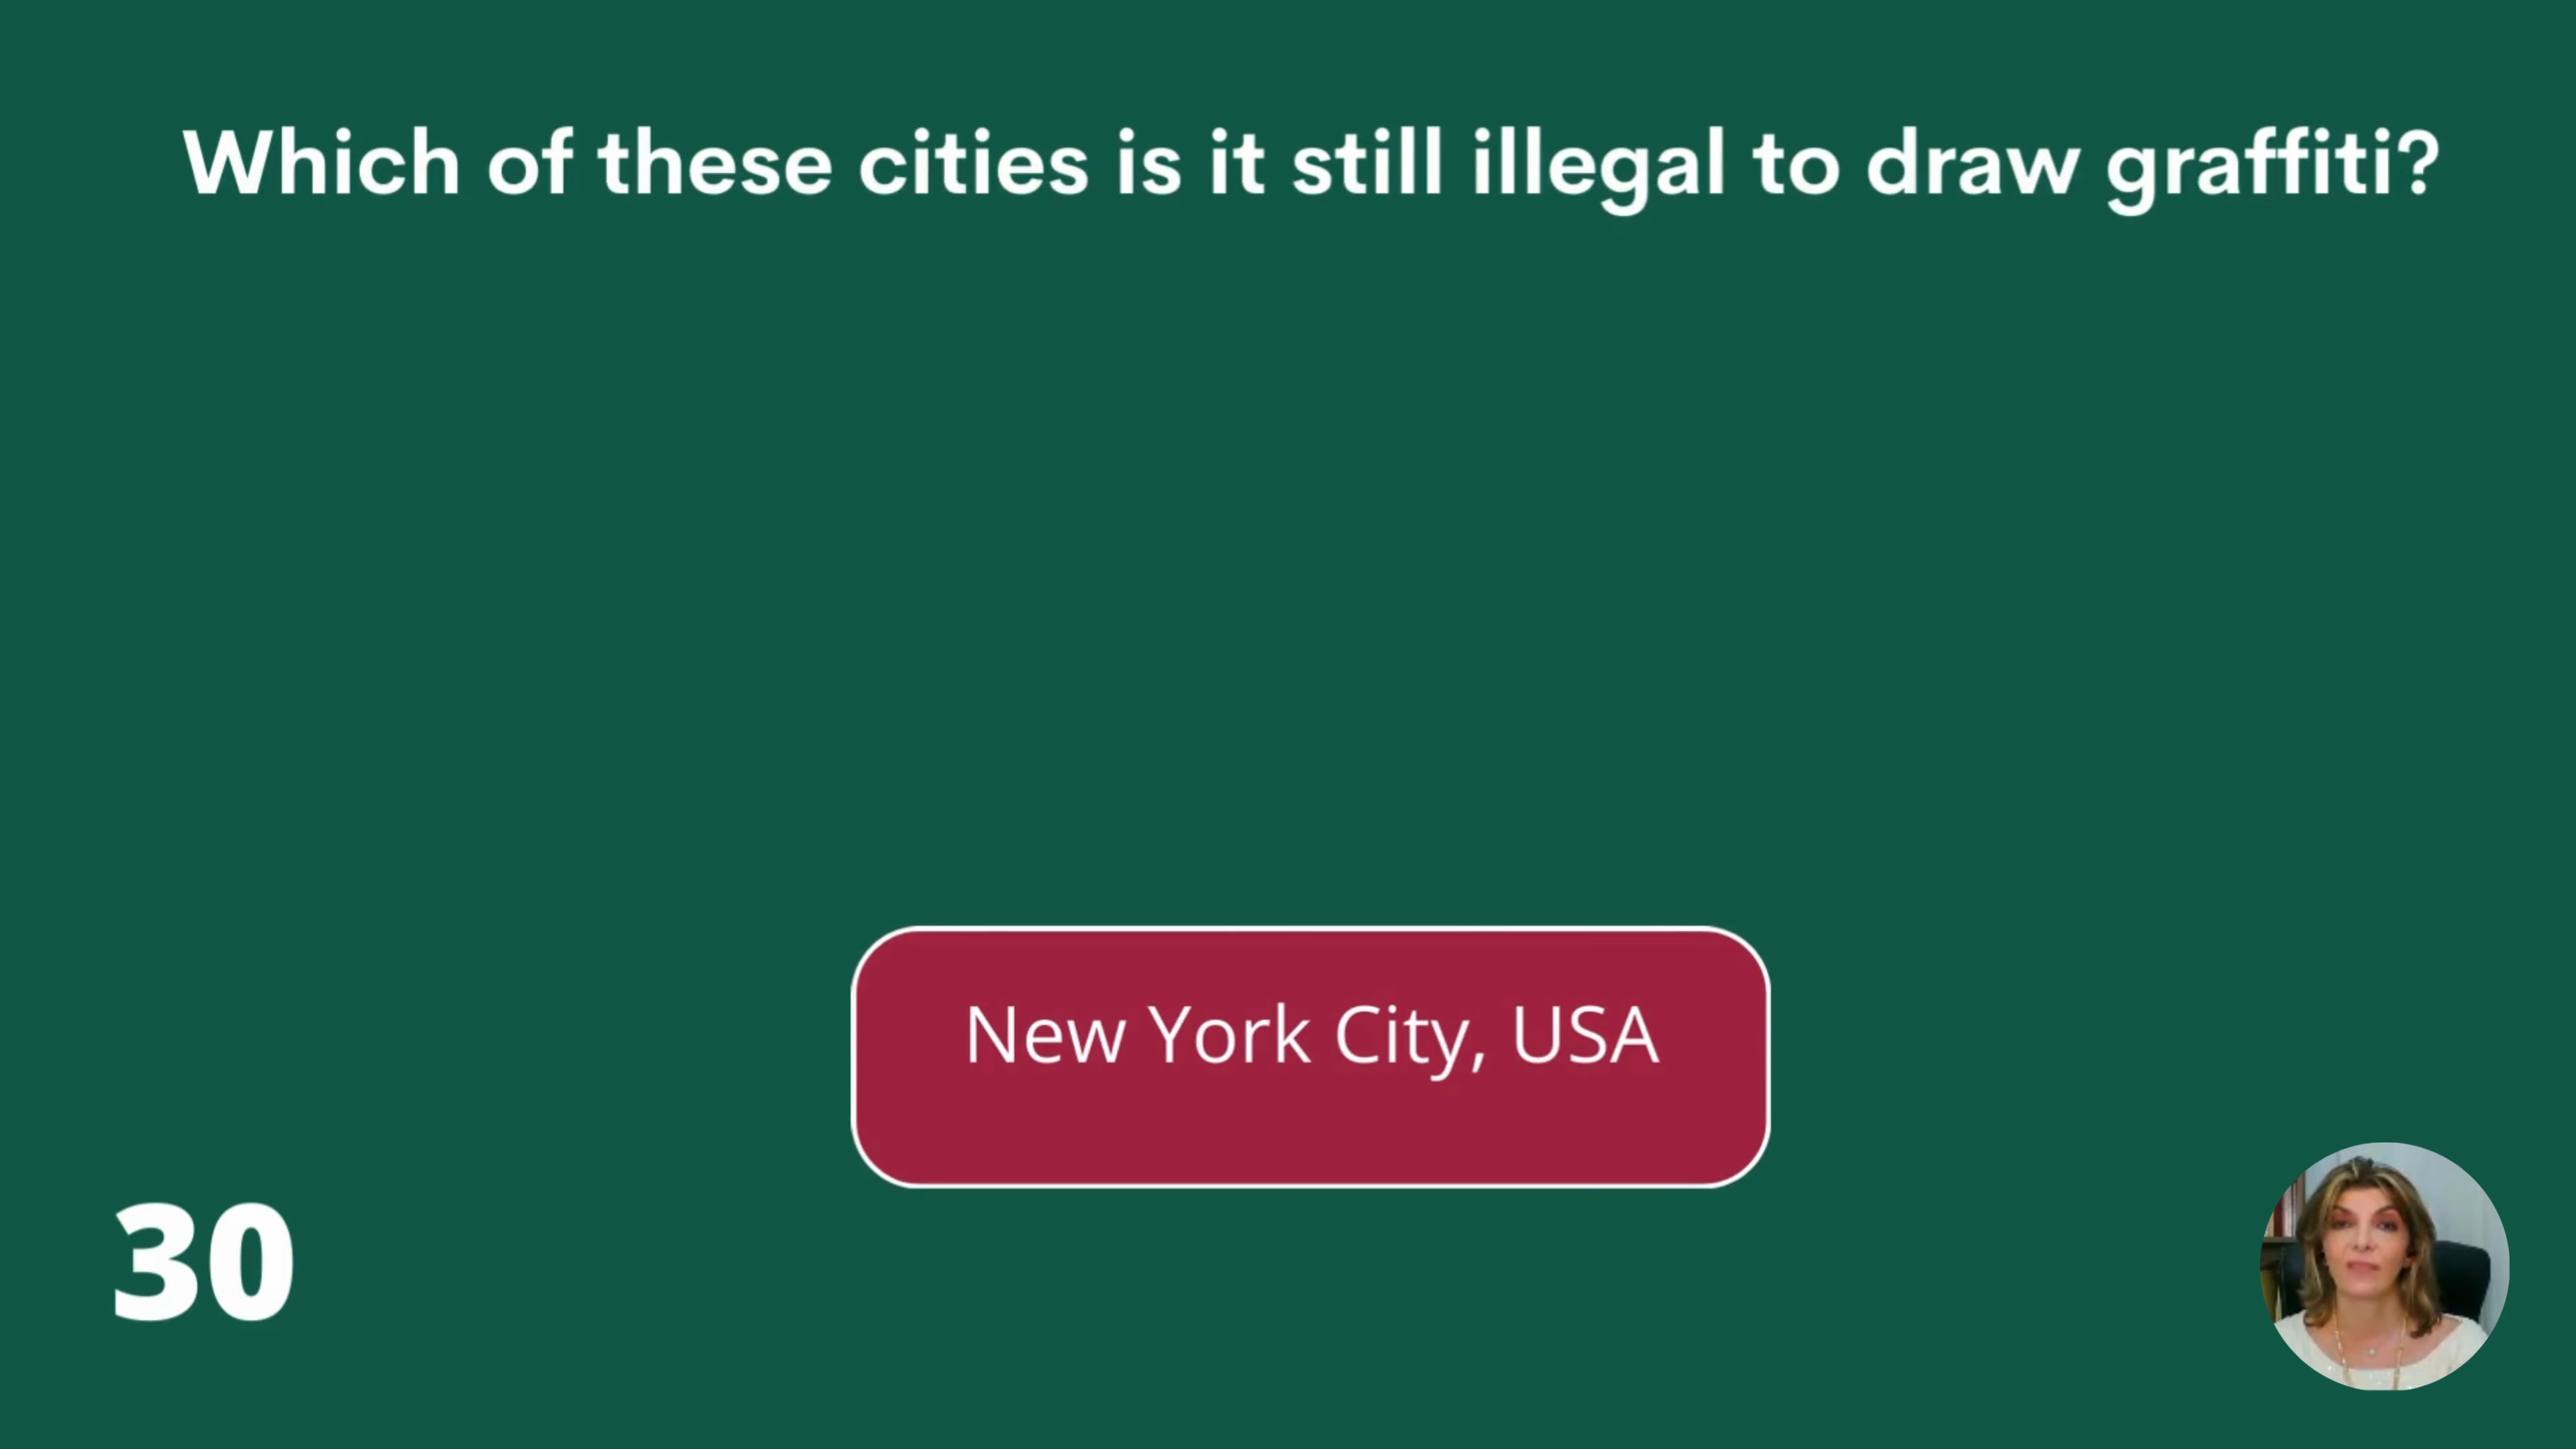 Which of these cities is it still illegal to draw graffiti?
New York City, USA
30